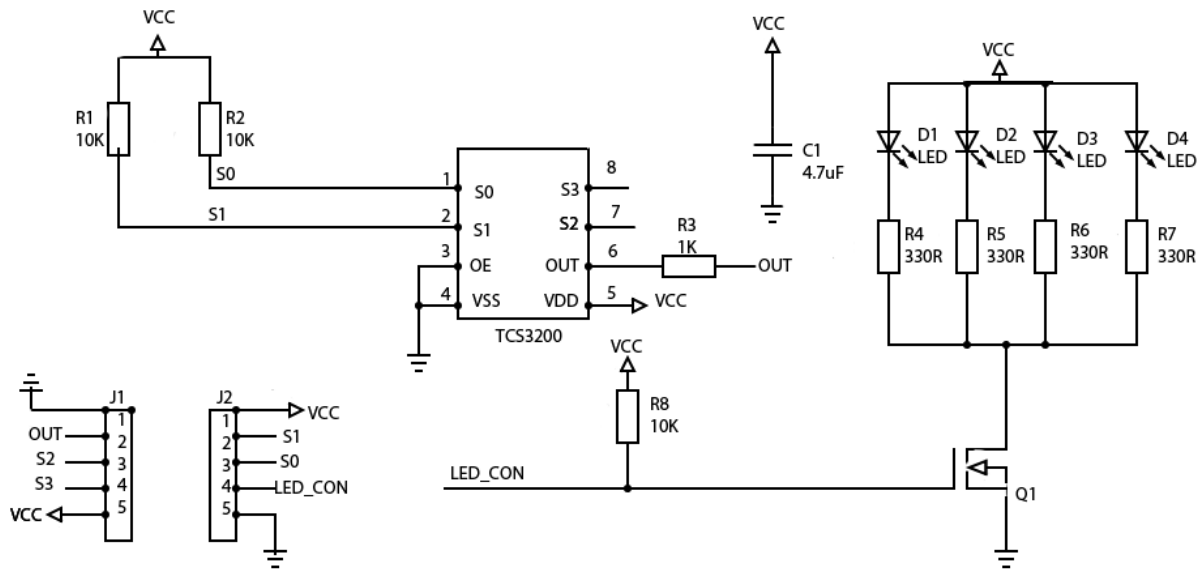 VCC
R1
10K
R2
10K
S0
S1
1
2
3
4
S0
S1
OE
VSS
S3
S2
OUT
VDD
8
7
6
5
TCS3200
R3
1K
OUT
VCC
VCC
C1
4.7uF
VCC
D1
LED
D2
LED
D3
LED
D4
LED
R4
330R
R5
330R
R6
330R
R7
330R
J1
1
OUT 2
S2 3
S3 4
VCC 5
J2
1 VCC
2 S1
3 S0
4 LED_CON
5
VCC
R8
10K
LED_CON
Q1